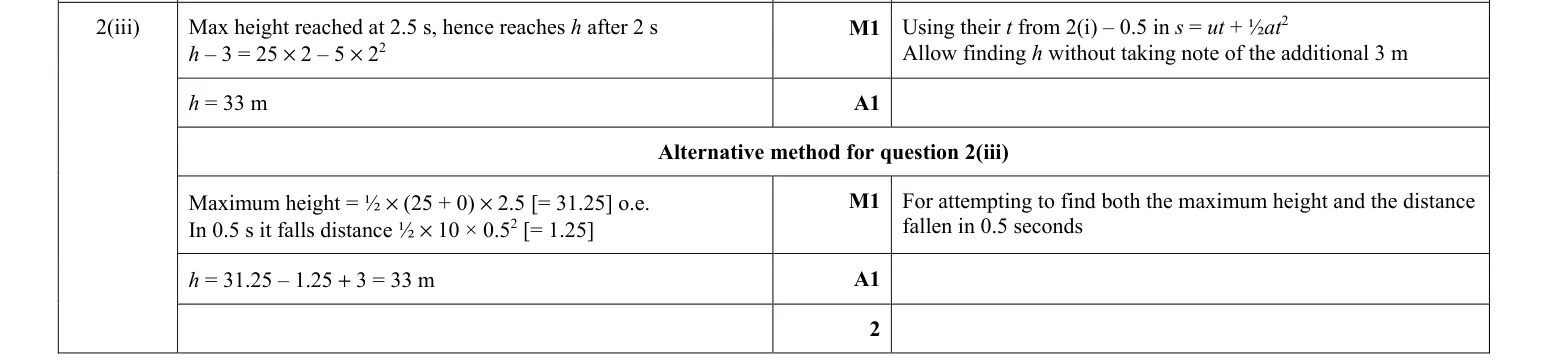 2(iii)
Max height reached at 2.5 s, hence reaches h after 2 s
h – 3 = 25 × 2 – 5 × 2²
M1
Using their t from 2(i) – 0.5 in s = ut + ½at²
Allow finding h without taking note of the additional 3 m
h = 33 m
A1
Alternative method for question 2(iii)
Maximum height = ½ × (25 + 0) × 2.5 [= 31.25] o.e.
In 0.5 s it falls distance ½ × 10 × 0.5² [= 1.25]
M1
For attempting to find both the maximum height and the distance
fallen in 0.5 seconds
h = 31.25 – 1.25 + 3 = 33 m
A1
2